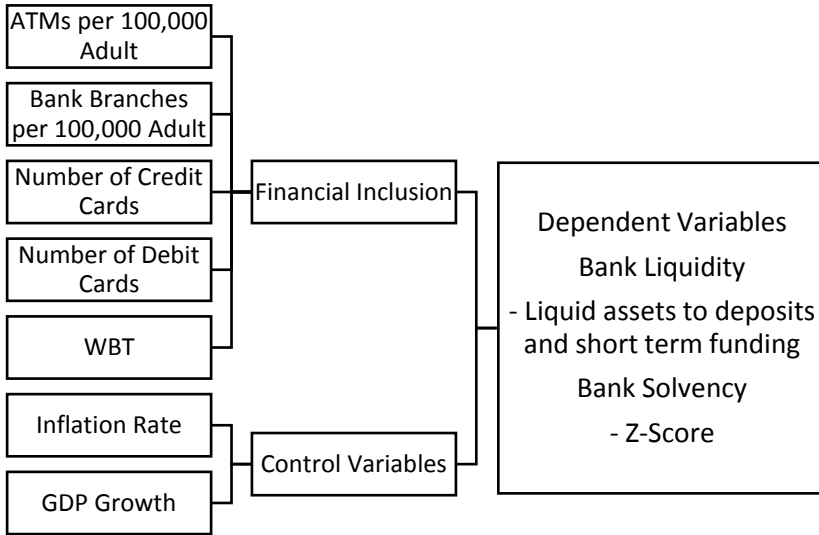 ATMs per 100,000
Adult
Bank Branches
per 100,000 Adult
Number of Credit
Cards
Number of Debit
Cards
WBT
Inflation Rate
GDP Growth
Financial Inclusion
Control Variables
Dependent Variables
Bank Liquidity
- Liquid assets to deposits
and short term funding
Bank Solvency
- Z-Score